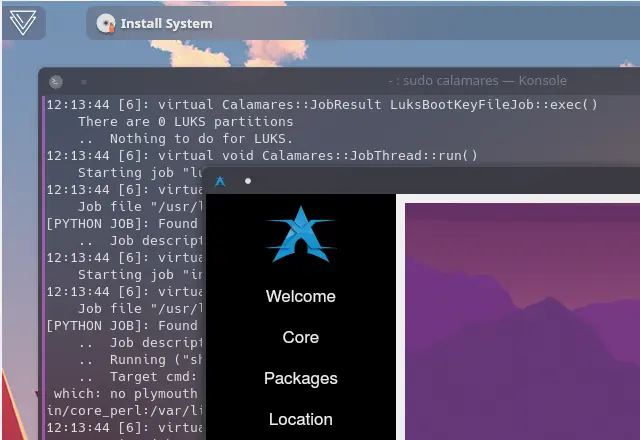 Install System
- : sudo calamares — Konsole
12:13:44 [6]: virtual Calamares::JobResult LuksBootKeyFileJob::exec()
There are 0 LUKS partitions
.. Nothing to do for LUKS.
12:13:44 [6]: virtual void Calamares::JobThread::run()
Starting job "lu
12:13:44 [6]: virtua
Job file "/usr/l
[PYTHON JOB]: Found
.. Job descript
12:13:44 [6]: virtua
Starting job "in
12:13:44 [6]: virtua
Job file "/usr/l
[PYTHON JOB]: Found
.. Job descript
.. Running ("sh
.. Target cmd:
which: no plymouth
in/core_perl:/var/li
12:13:44 [6]: virtua
Welcome
Core
Packages
Location